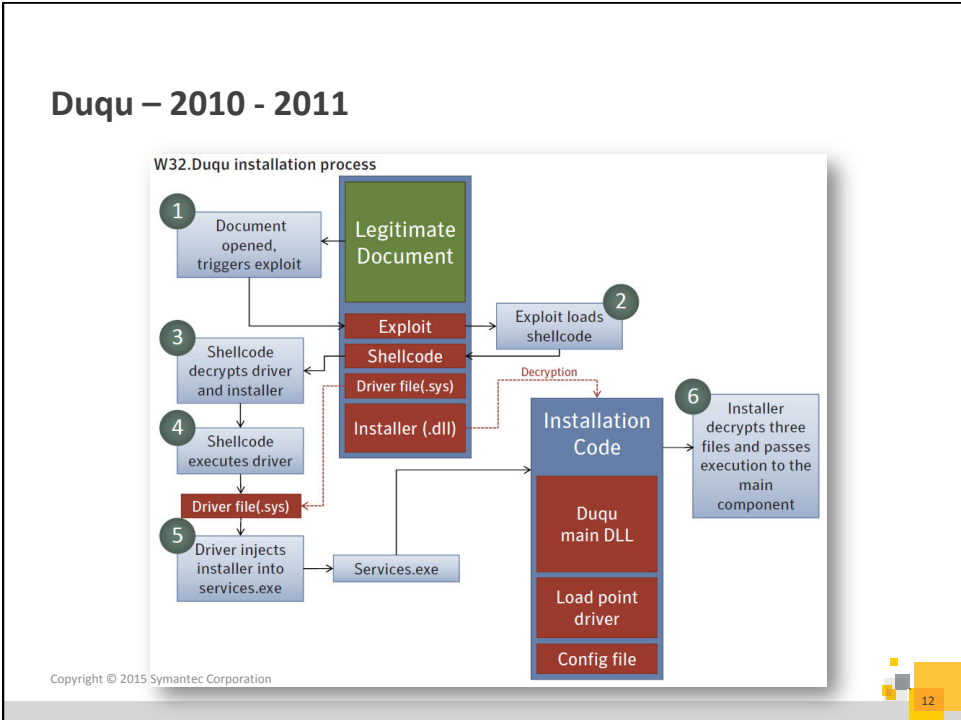 Duqu – 2010 - 2011
W32.Duqu installation process
1
Document
opened,
triggers exploit
Legitimate
Document
Exploit
Shellcode
Driver file(.sys)
Installer (.dll)
2
Exploit loads
shellcode
3
Shellcode
decrypts driver
and installer
4
Shellcode
executes driver
Driver file(.sys)
5
Driver injects
installer into
services.exe
Services.exe
Decryption
Installation
Code
Duqu
main DLL
Load point
driver
Config file
6
Installer
decrypts three
files and passes
execution to the
main
component
Copyright © 2015 Symantec Corporation
12